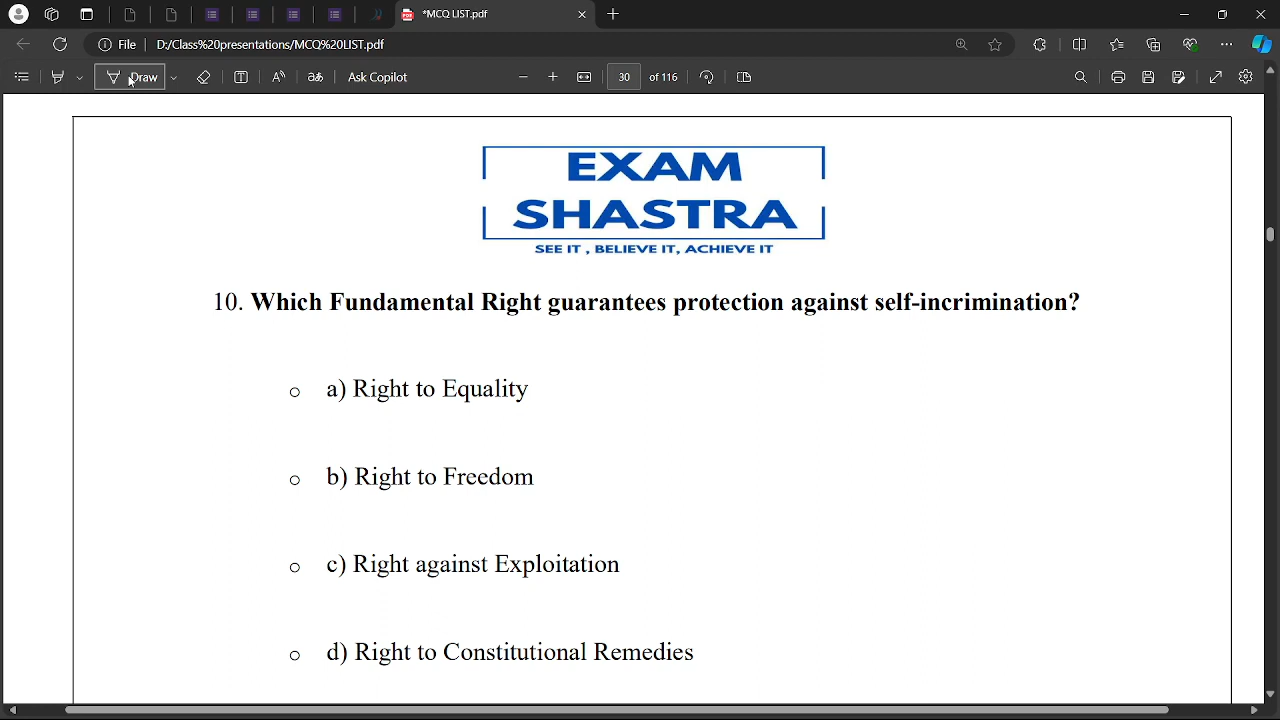 *MCQ LIST.pdf
File
D:/Class%20presentations/MCQ%20LIST.pdf
Draw
Ask Copilot
30 of 116
EXAM
SHASTRA
SEE IT , BELIEVE IT, ACHIEVE IT
10. Which Fundamental Right guarantees protection against self-incrimination?
a) Right to Equality
b) Right to Freedom
c) Right against Exploitation
d) Right to Constitutional Remedies